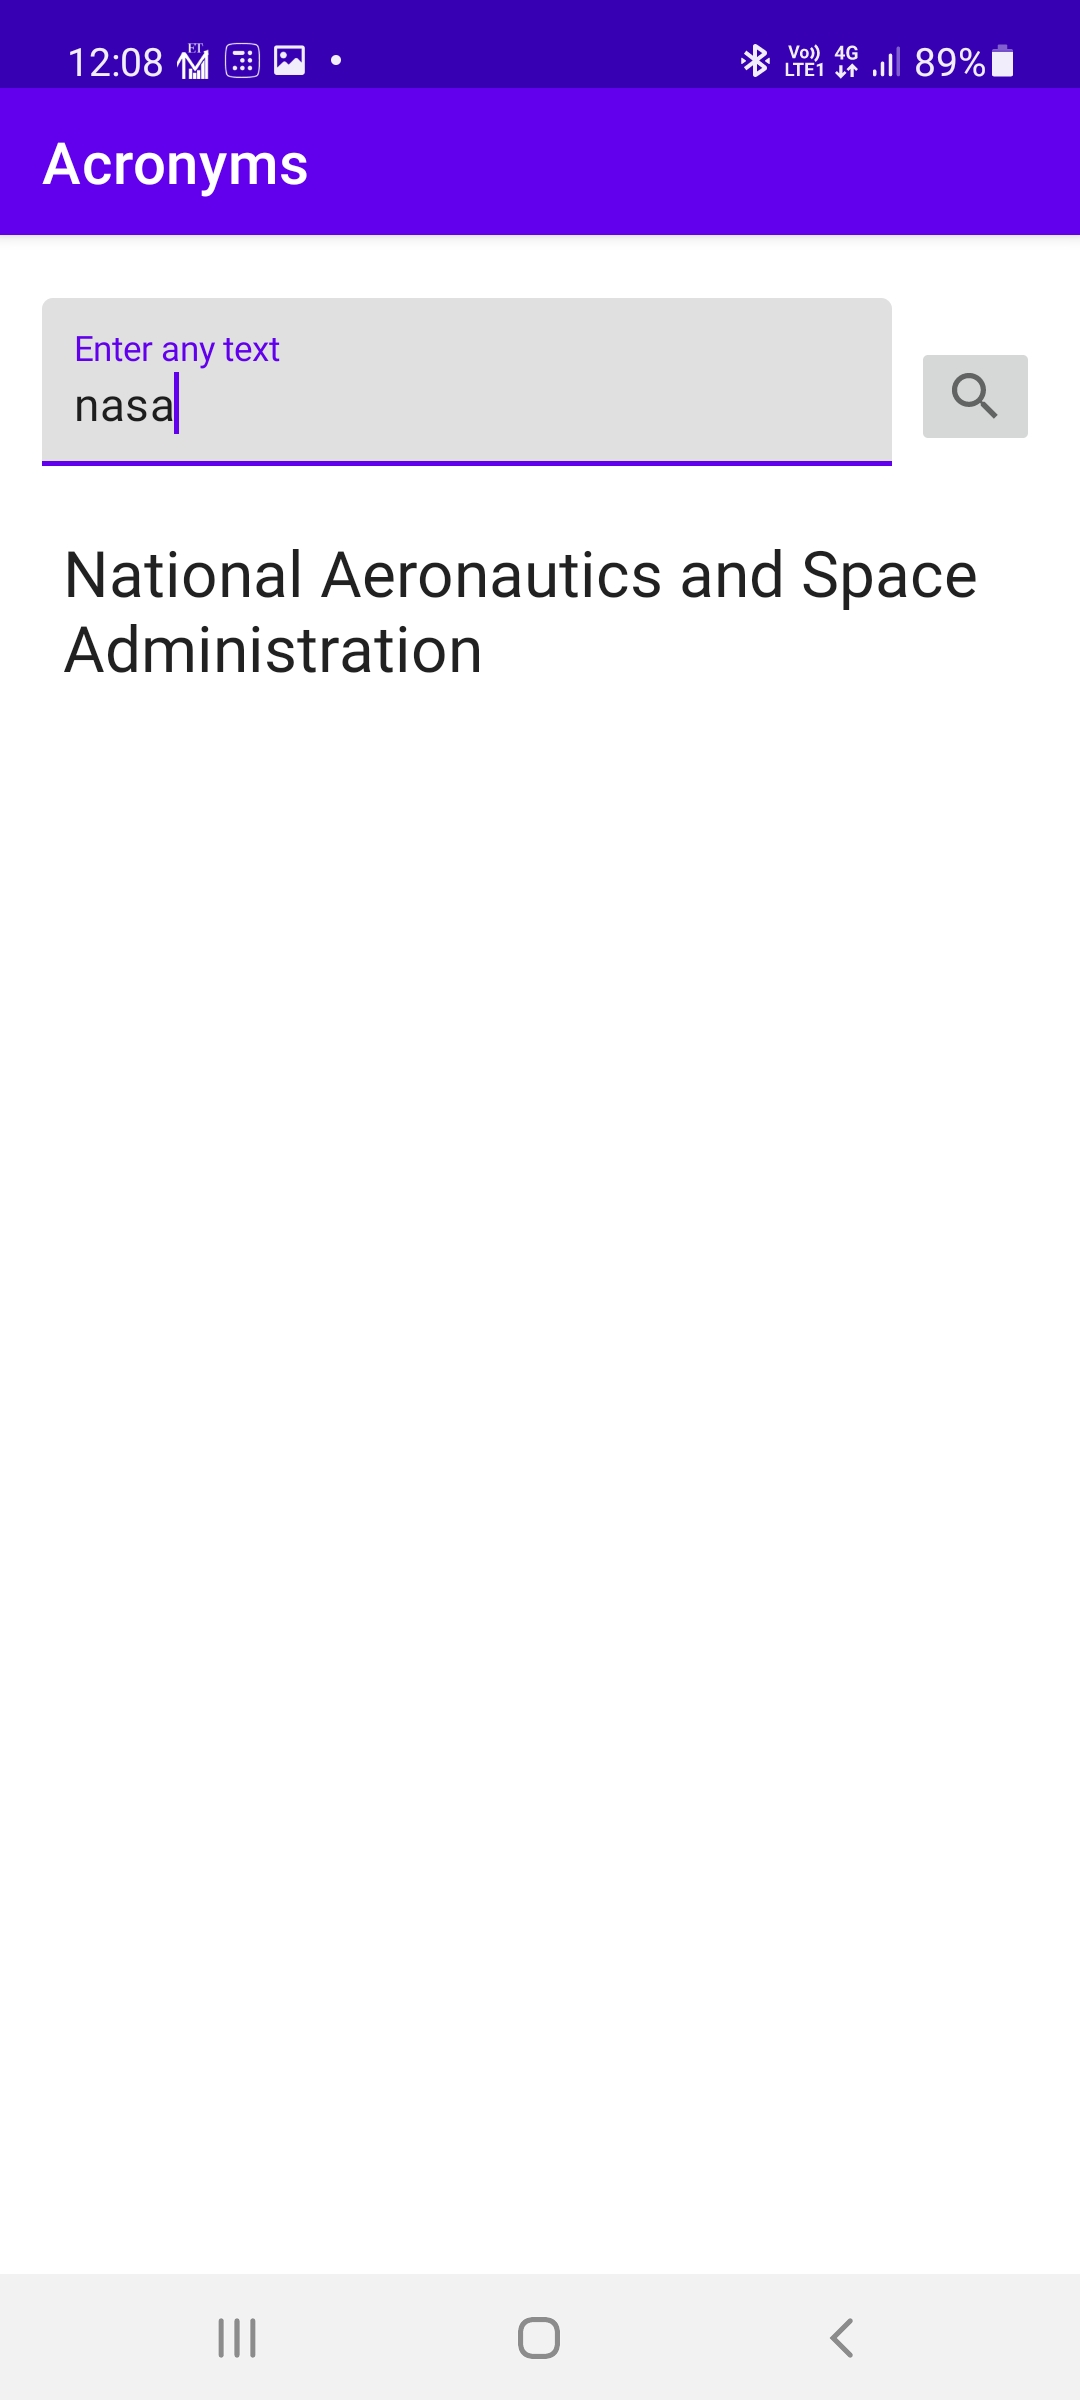 12:08 ET Vo)) LTE1 4G 89%
Acronyms
Enter any text
nasa
National Aeronautics and Space
Administration